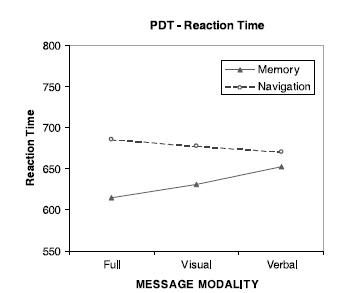 PDT - Reaction Time
800
750
700
650
600
550
Reaction Time
Memory
Navigation
Full Visual Verbal
MESSAGE MODALITY